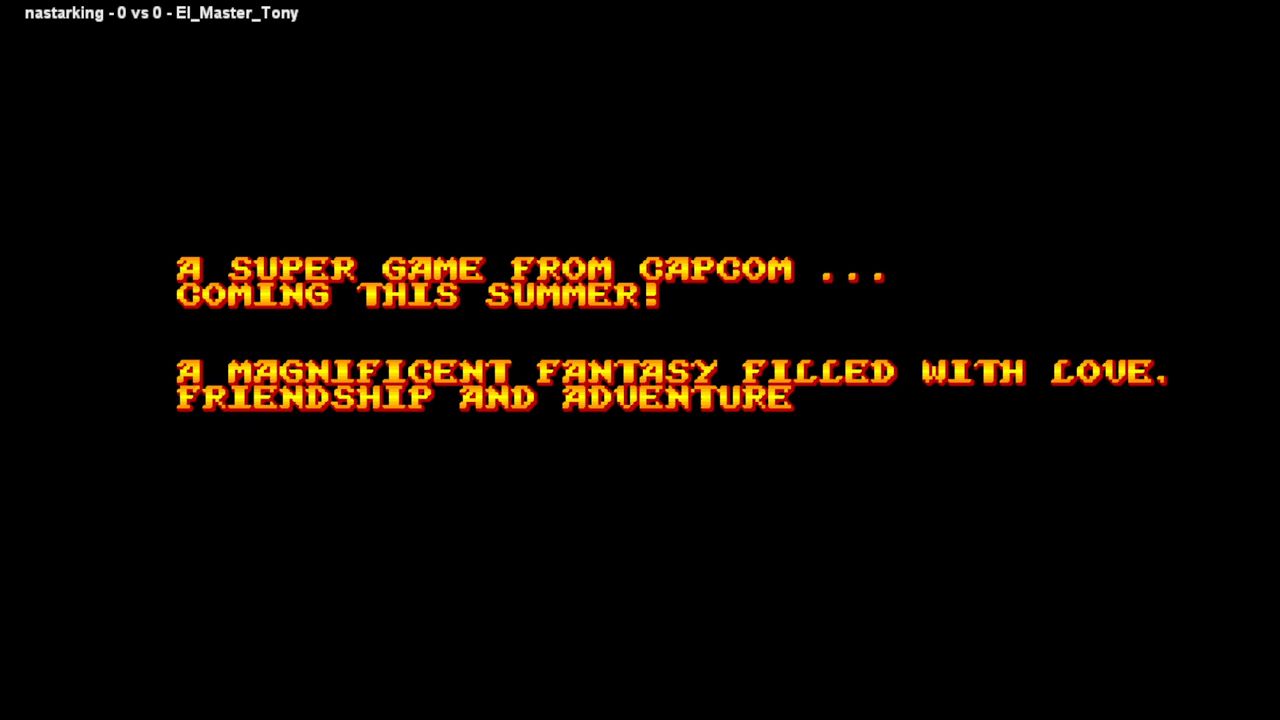 nastarking - 0 vs 0 - El_Master_Tony
A SUPER GAME FROM CAPCOM ...
COMING THIS SUMMER!
A MAGNIFICENT FANTASY FILLED WITH LOVE,
FRIENDSHIP AND ADVENTURE